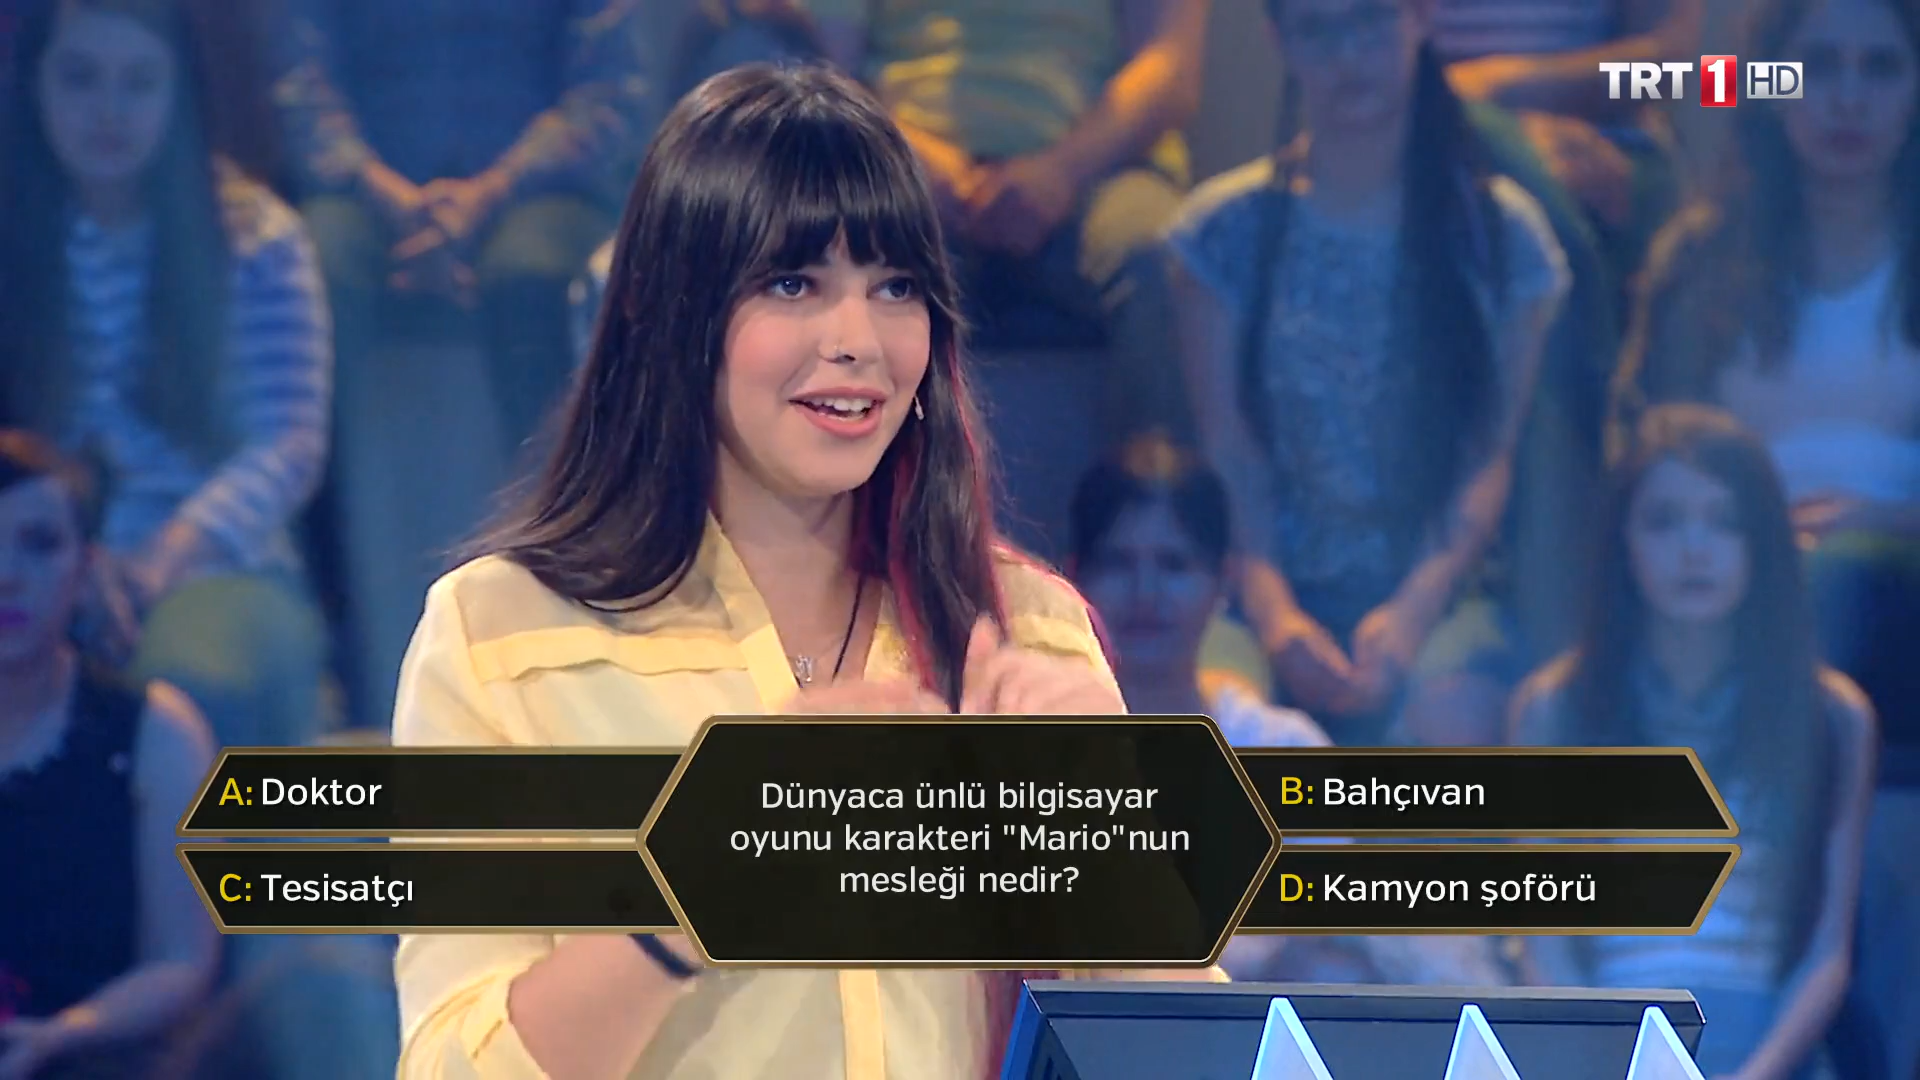 TRT 1 HD
Dünyaca ünlü bilgisayar
oyunu karakteri "Mario"nun
mesleği nedir?
A: Doktor
B: Bahçıvan
C: Tesisatçı
D: Kamyon şoförü